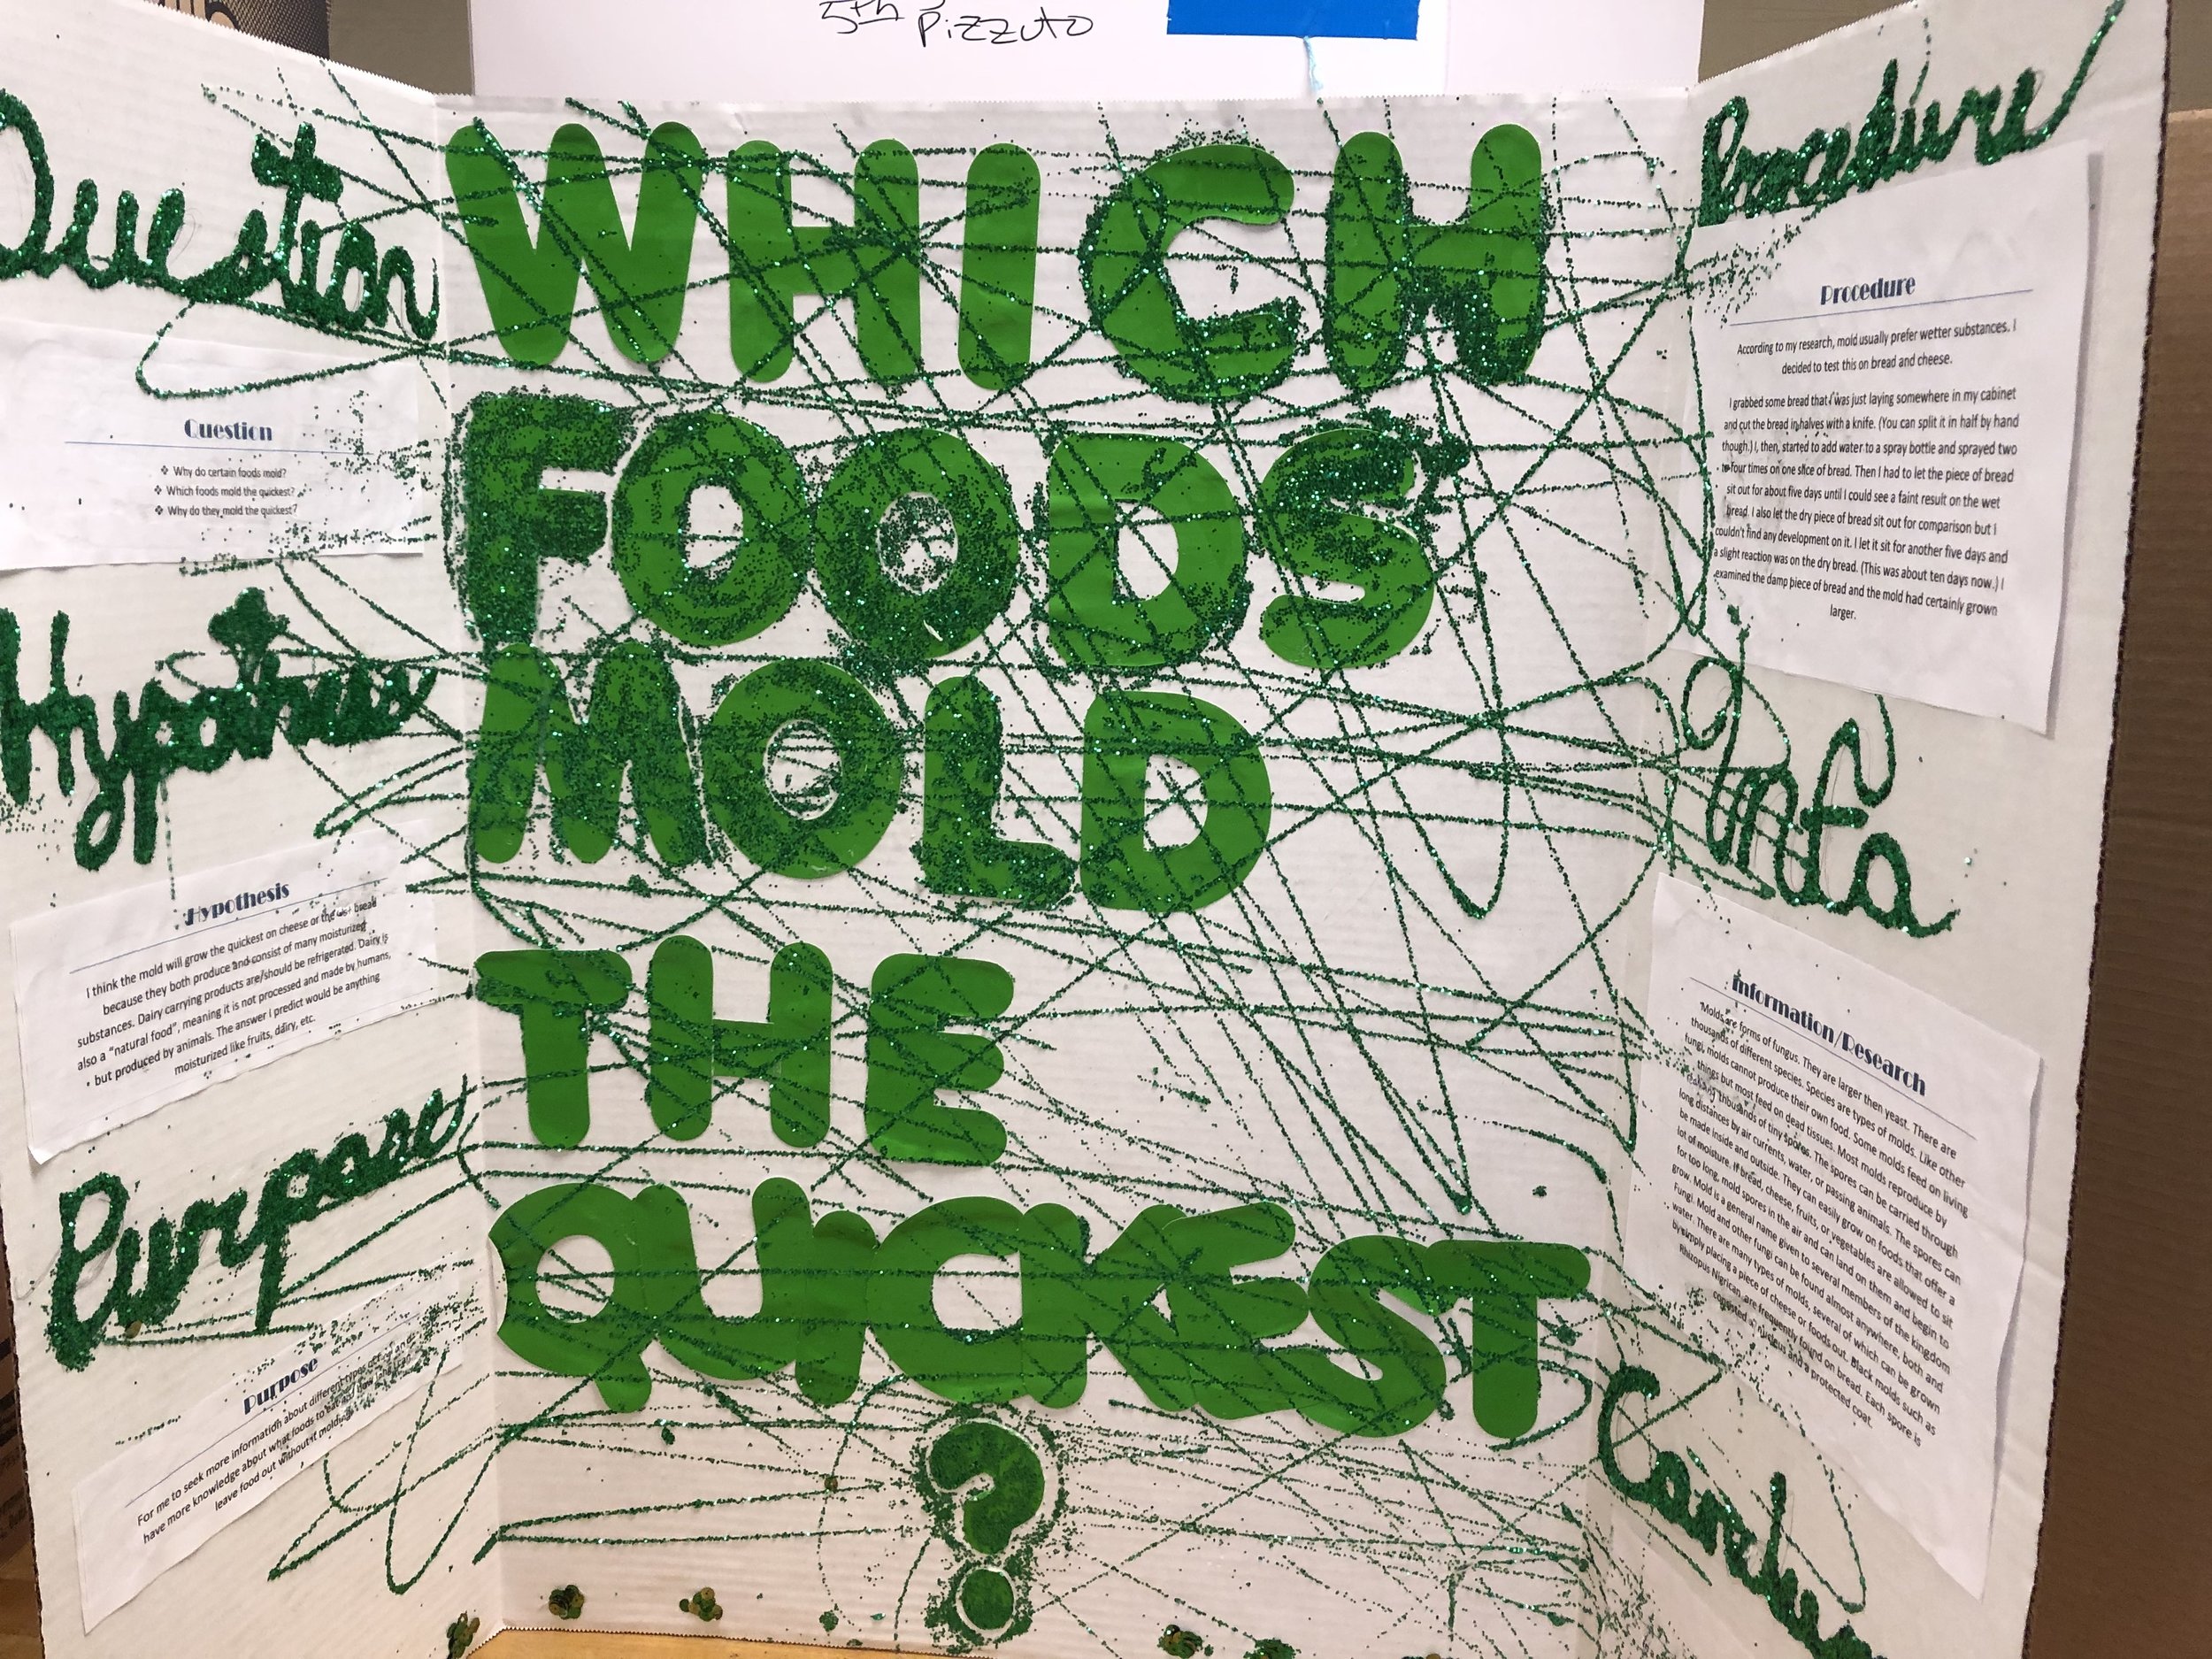 5th Pizzuto
Question
Question
❖ Why do certain foods mold?
❖ Which foods mold the quickest?
❖ Why do they mold the quickest?
Hypothesis
Hypothesis
I think the mold will grow the quickest on cheese or the wet bread
because they both produce and consist of many moisturized
substances. Dairy carrying products are/should be refrigerated. Dairy is
also a "natural food", meaning it is not processed and made by humans,
but produced by animals. The answer I predict would be anything
moisturized like fruits, dairy, etc.
Purpose
Purpose
For me to seek more information about different types of
have more knowledge about what foods to eat and how
leave food out without it molding.
WHICH
FOODS
MOLD
THE
QUICKEST
?
Procedure
Procedure
According to my research, mold usually prefer wetter substances. I
decided to test this on bread and cheese.
I grabbed some bread that was just laying somewhere in my cabinet
and cut the bread in halves with a knife. (You can split it in half by hand
though.) I, then, started to add water to a spray bottle and sprayed two
to four times on one slice of bread. Then I had to let the piece of bread
sit out for about five days until I could see a faint result on the wet
bread. I also let the dry piece of bread sit out for comparison but I
couldn't find any development on it. I let it sit for another five days and
a slight reaction was on the dry bread. (This was about ten days now.) I
examined the damp piece of bread and the mold had certainly grown
larger.
Info
Information/Research
Molds are forms of fungus. They are larger then yeast. There are
thousands of different species. Species are types of molds. Like other
fungi, molds cannot produce their own food. Some molds feed on living
things but most feed on dead tissues. Most molds reproduce by
thousands of tiny spores. The spores can be carried through
long distances by air currents, water, or passing animals. The spores can
be made inside and outside. They can easily grow on foods that offer a
lot of moisture. If bread, cheese, fruits, or vegetables are allowed to sit
for too long, mold spores in the air and can land on them and begin to
grow. Mold is a general name given to several members of the kingdom
Fungi. Mold and other fungi can be found almost anywhere, both and
water. There are many types of molds, several of which can be grown
by simply placing a piece of cheese or foods out. Black molds such as
Rhizopus Nigrican are frequently found on bread. Each spore is
a nucleus and a protected coat.